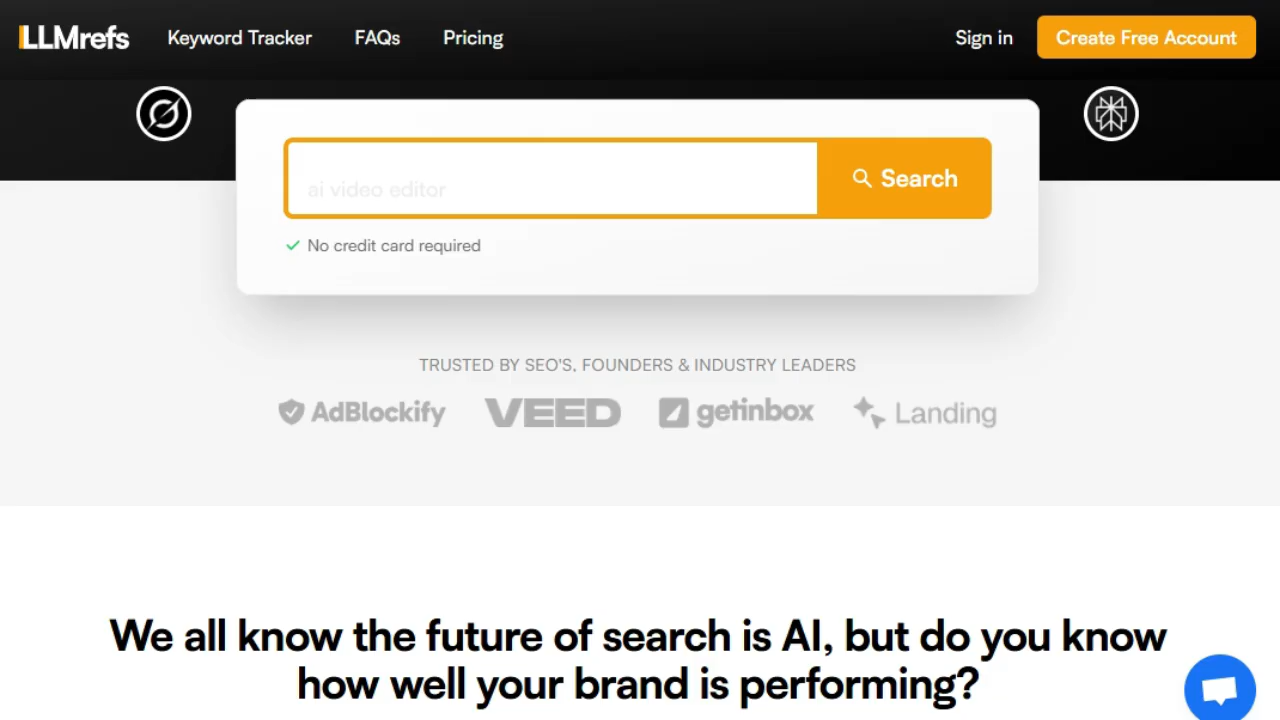 LLMrefs
Keyword Tracker
FAQs
Pricing
Sign in
Create Free Account
ai video editor
Search
No credit card required
TRUSTED BY SEO'S, FOUNDERS & INDUSTRY LEADERS
AdBlockify
VEED
getinbox
Landing
We all know the future of search is AI, but do you know
how well your brand is performing?